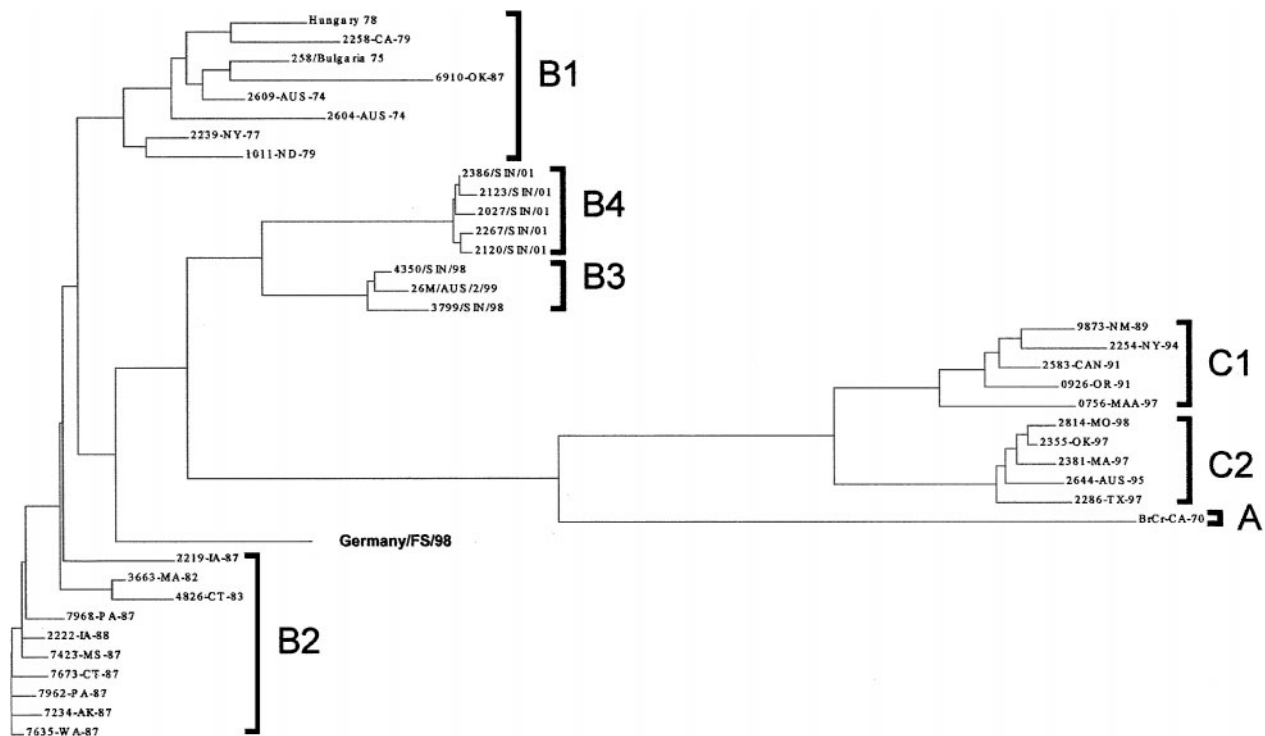 Hungary 78
2258-CA-79
258/Bulgaria 75
6910-OK-87
B1
2609-AUS-74
2604-AUS-74
2239-NY-77
1011-ND-79
2386/SIN/01
2123/SIN/01
B4
2027/SIN/01
2267/SIN/01
2120/SIN/01
4350/SIN/98
B3
26M/AUS/2/99
3799/SIN/98
9873-NM-89
2254-NY-94
C1
2583-CAN-91
0926-OR-91
0756-MAA-97
2814-MO-98
2355-OK-97
C2
2381-MA-97
2644-AUS-95
2286-TX-97
BrCr-CA-70
A
Germany/FS/98
2219-IA-87
3663-MA-82
4826-CT-83
7968-PA-87
2222-IA-88
B2
7423-MS-87
7673-CT-87
7962-PA-87
7234-AK-87
7635-WA-87